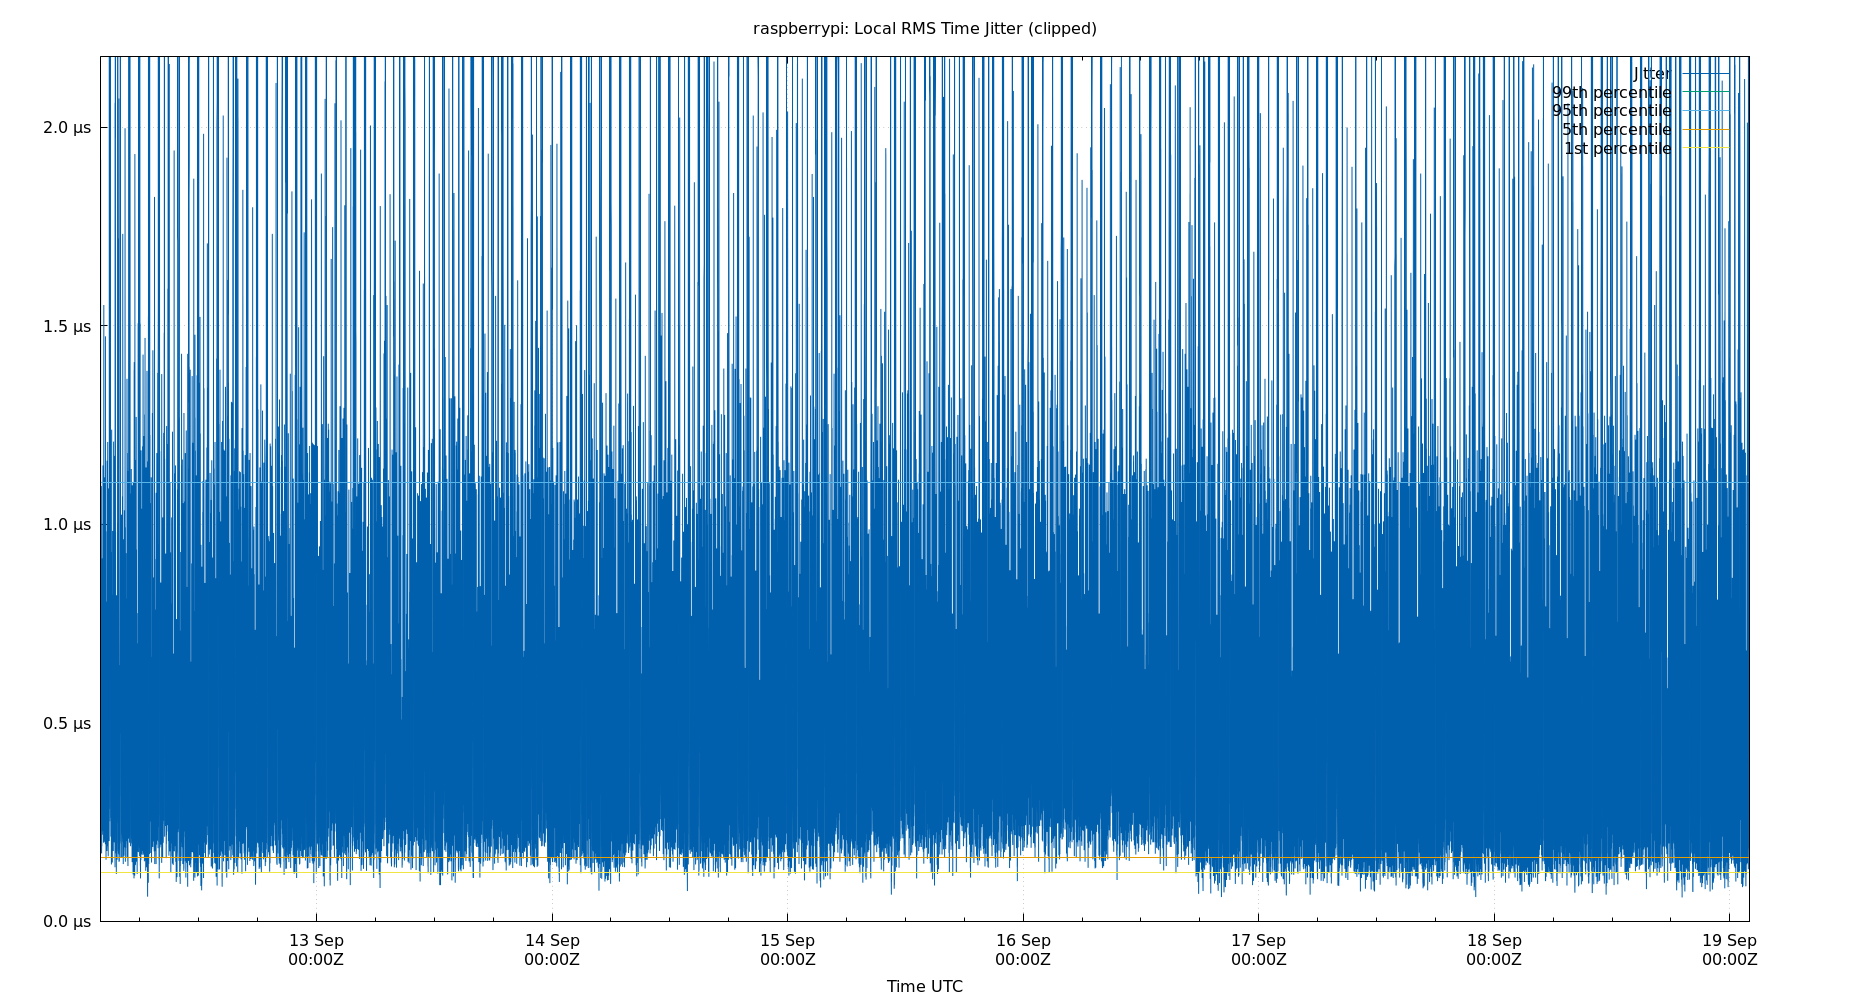 raspberrypi: Local RMS Time Jitter (clipped)
Jitter
99th percentile
95th percentile
5th percentile
1st percentile
2.0 µs
1.5 µs
1.0 µs
0.5 µs
0.0 µs
13 Sep 14 Sep 15 Sep 16 Sep 17 Sep 18 Sep 19 Sep
00:00Z 00:00Z 00:00Z 00:00Z 00:00Z 00:00Z 00:00Z
Time UTC